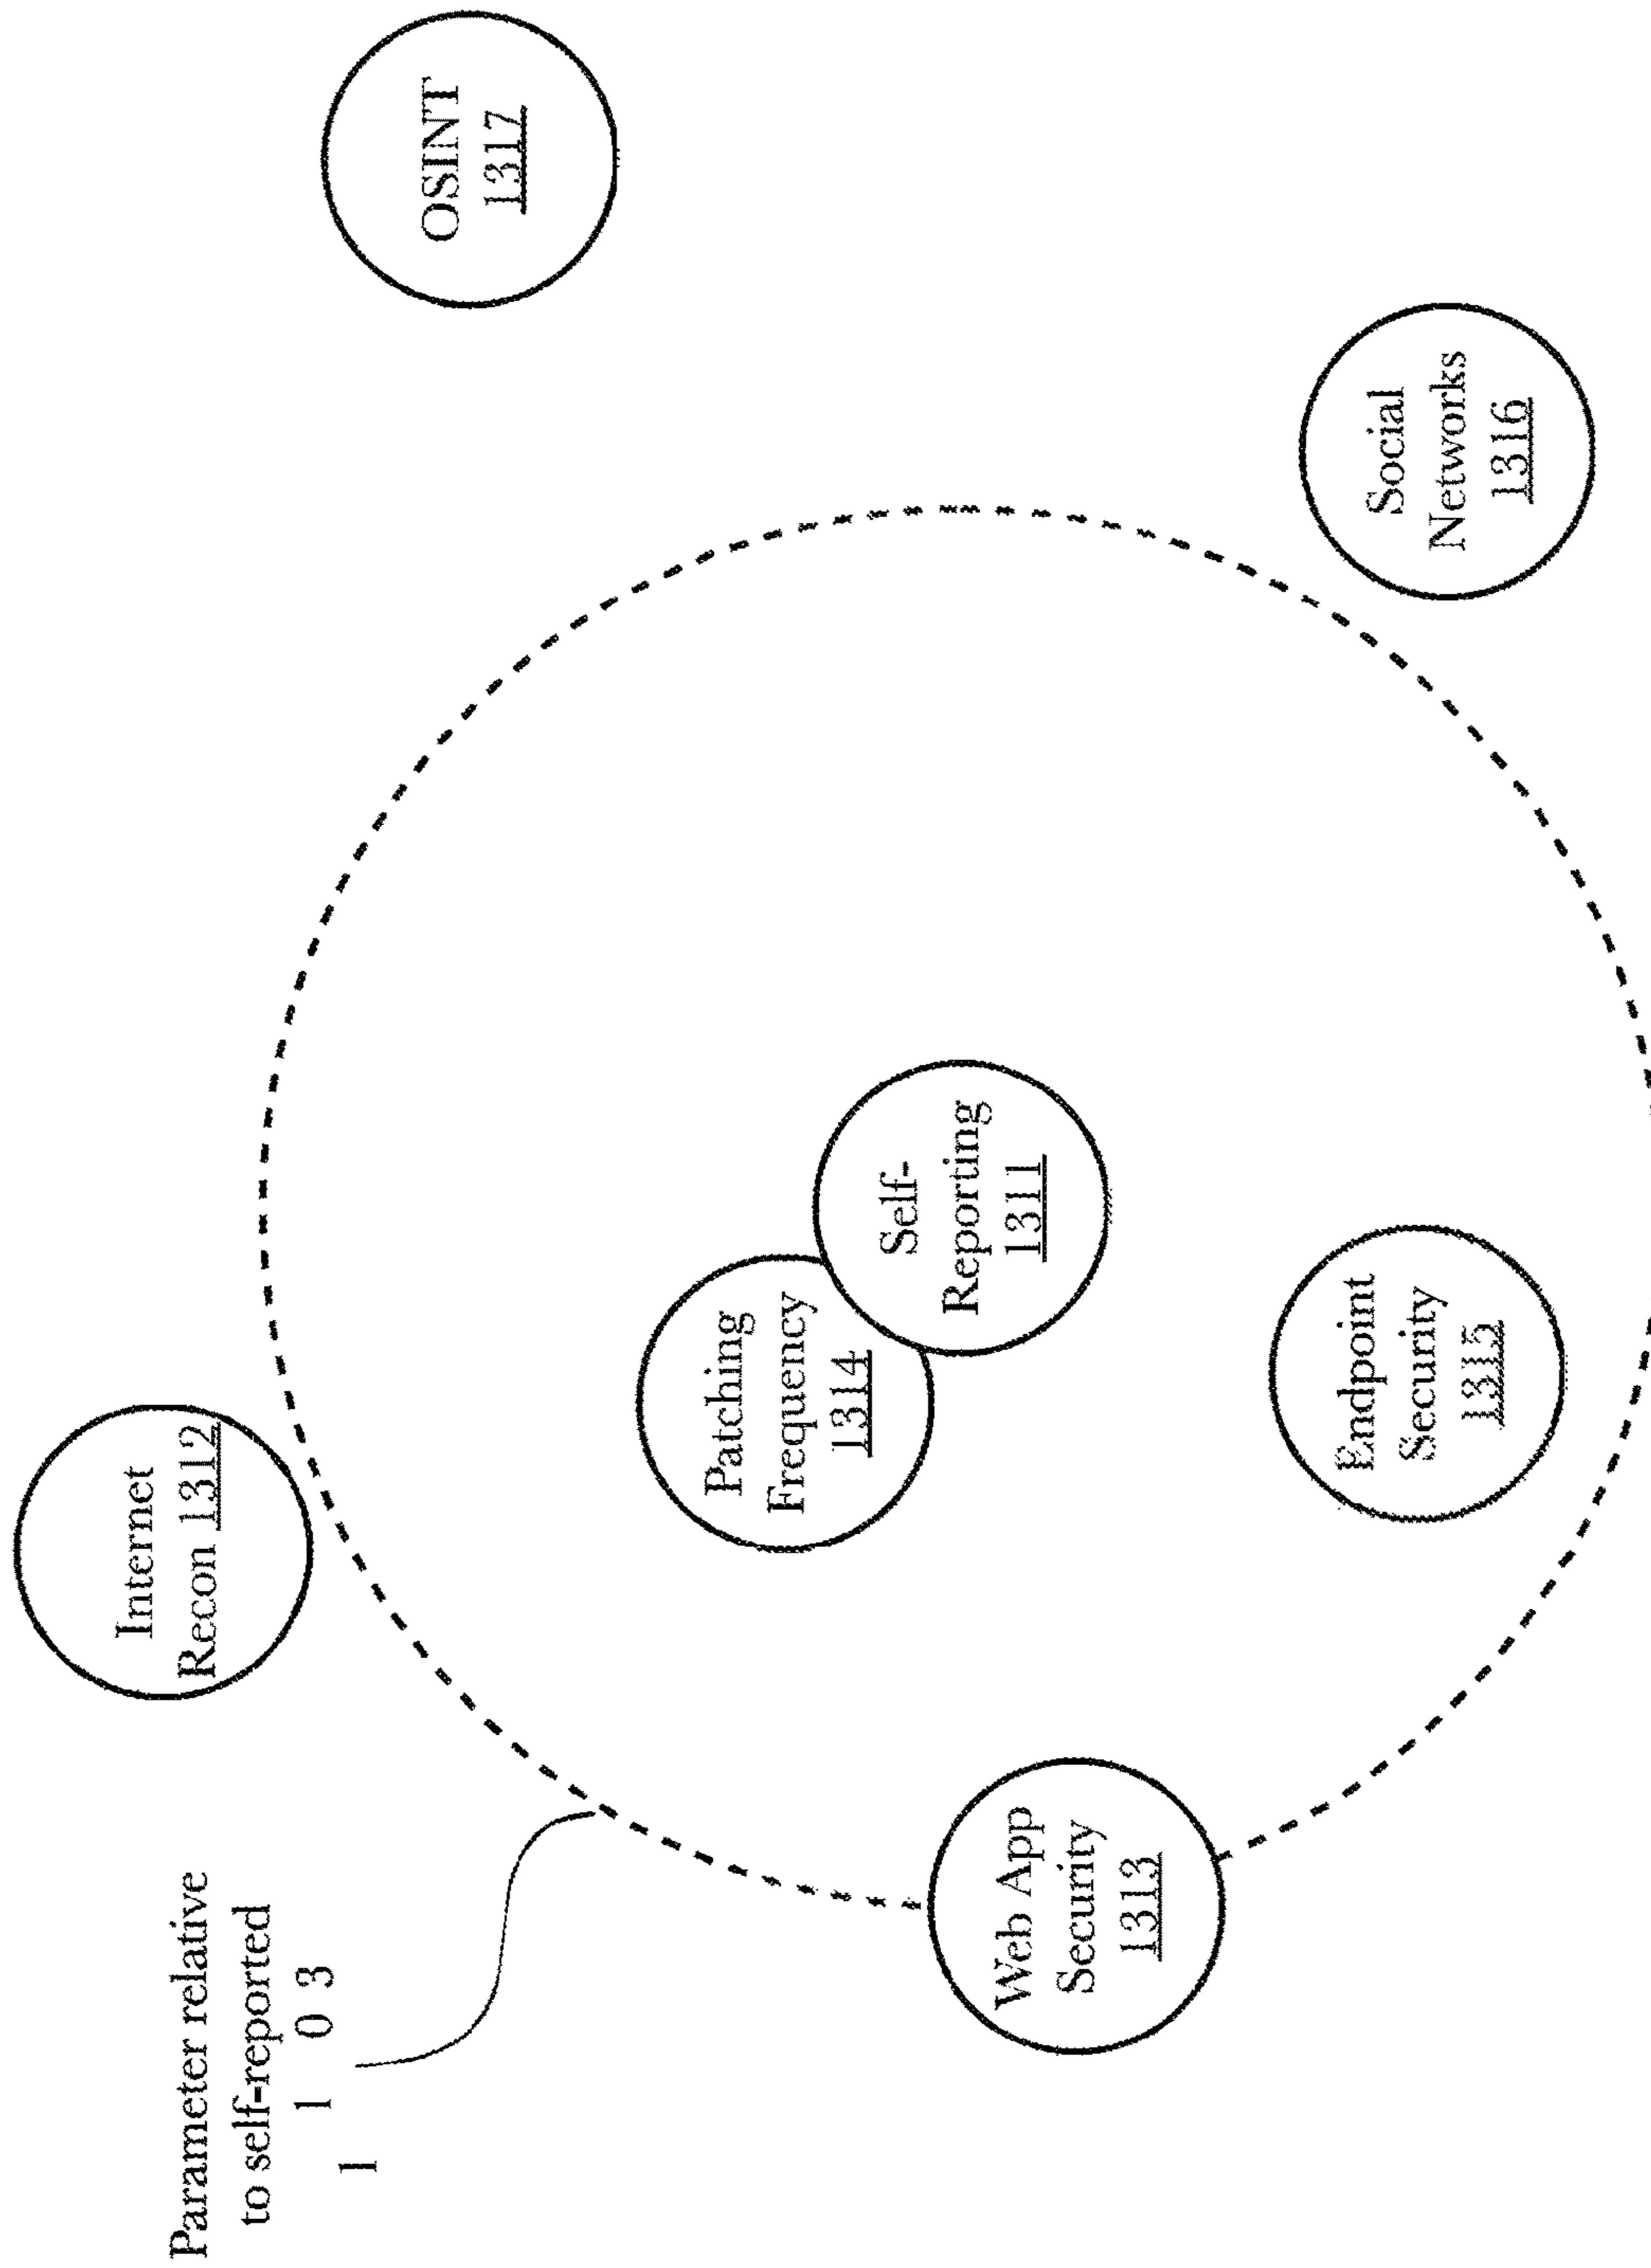 Parameter relative
to self-reported
1 0 3
1
Internet
Recon 1312
OSINT
1317
Patching
Frequency
1314
Self-
Reporting
1311
Web App
Security
1313
Endpoint
Security
1315
Social
Networks
1316